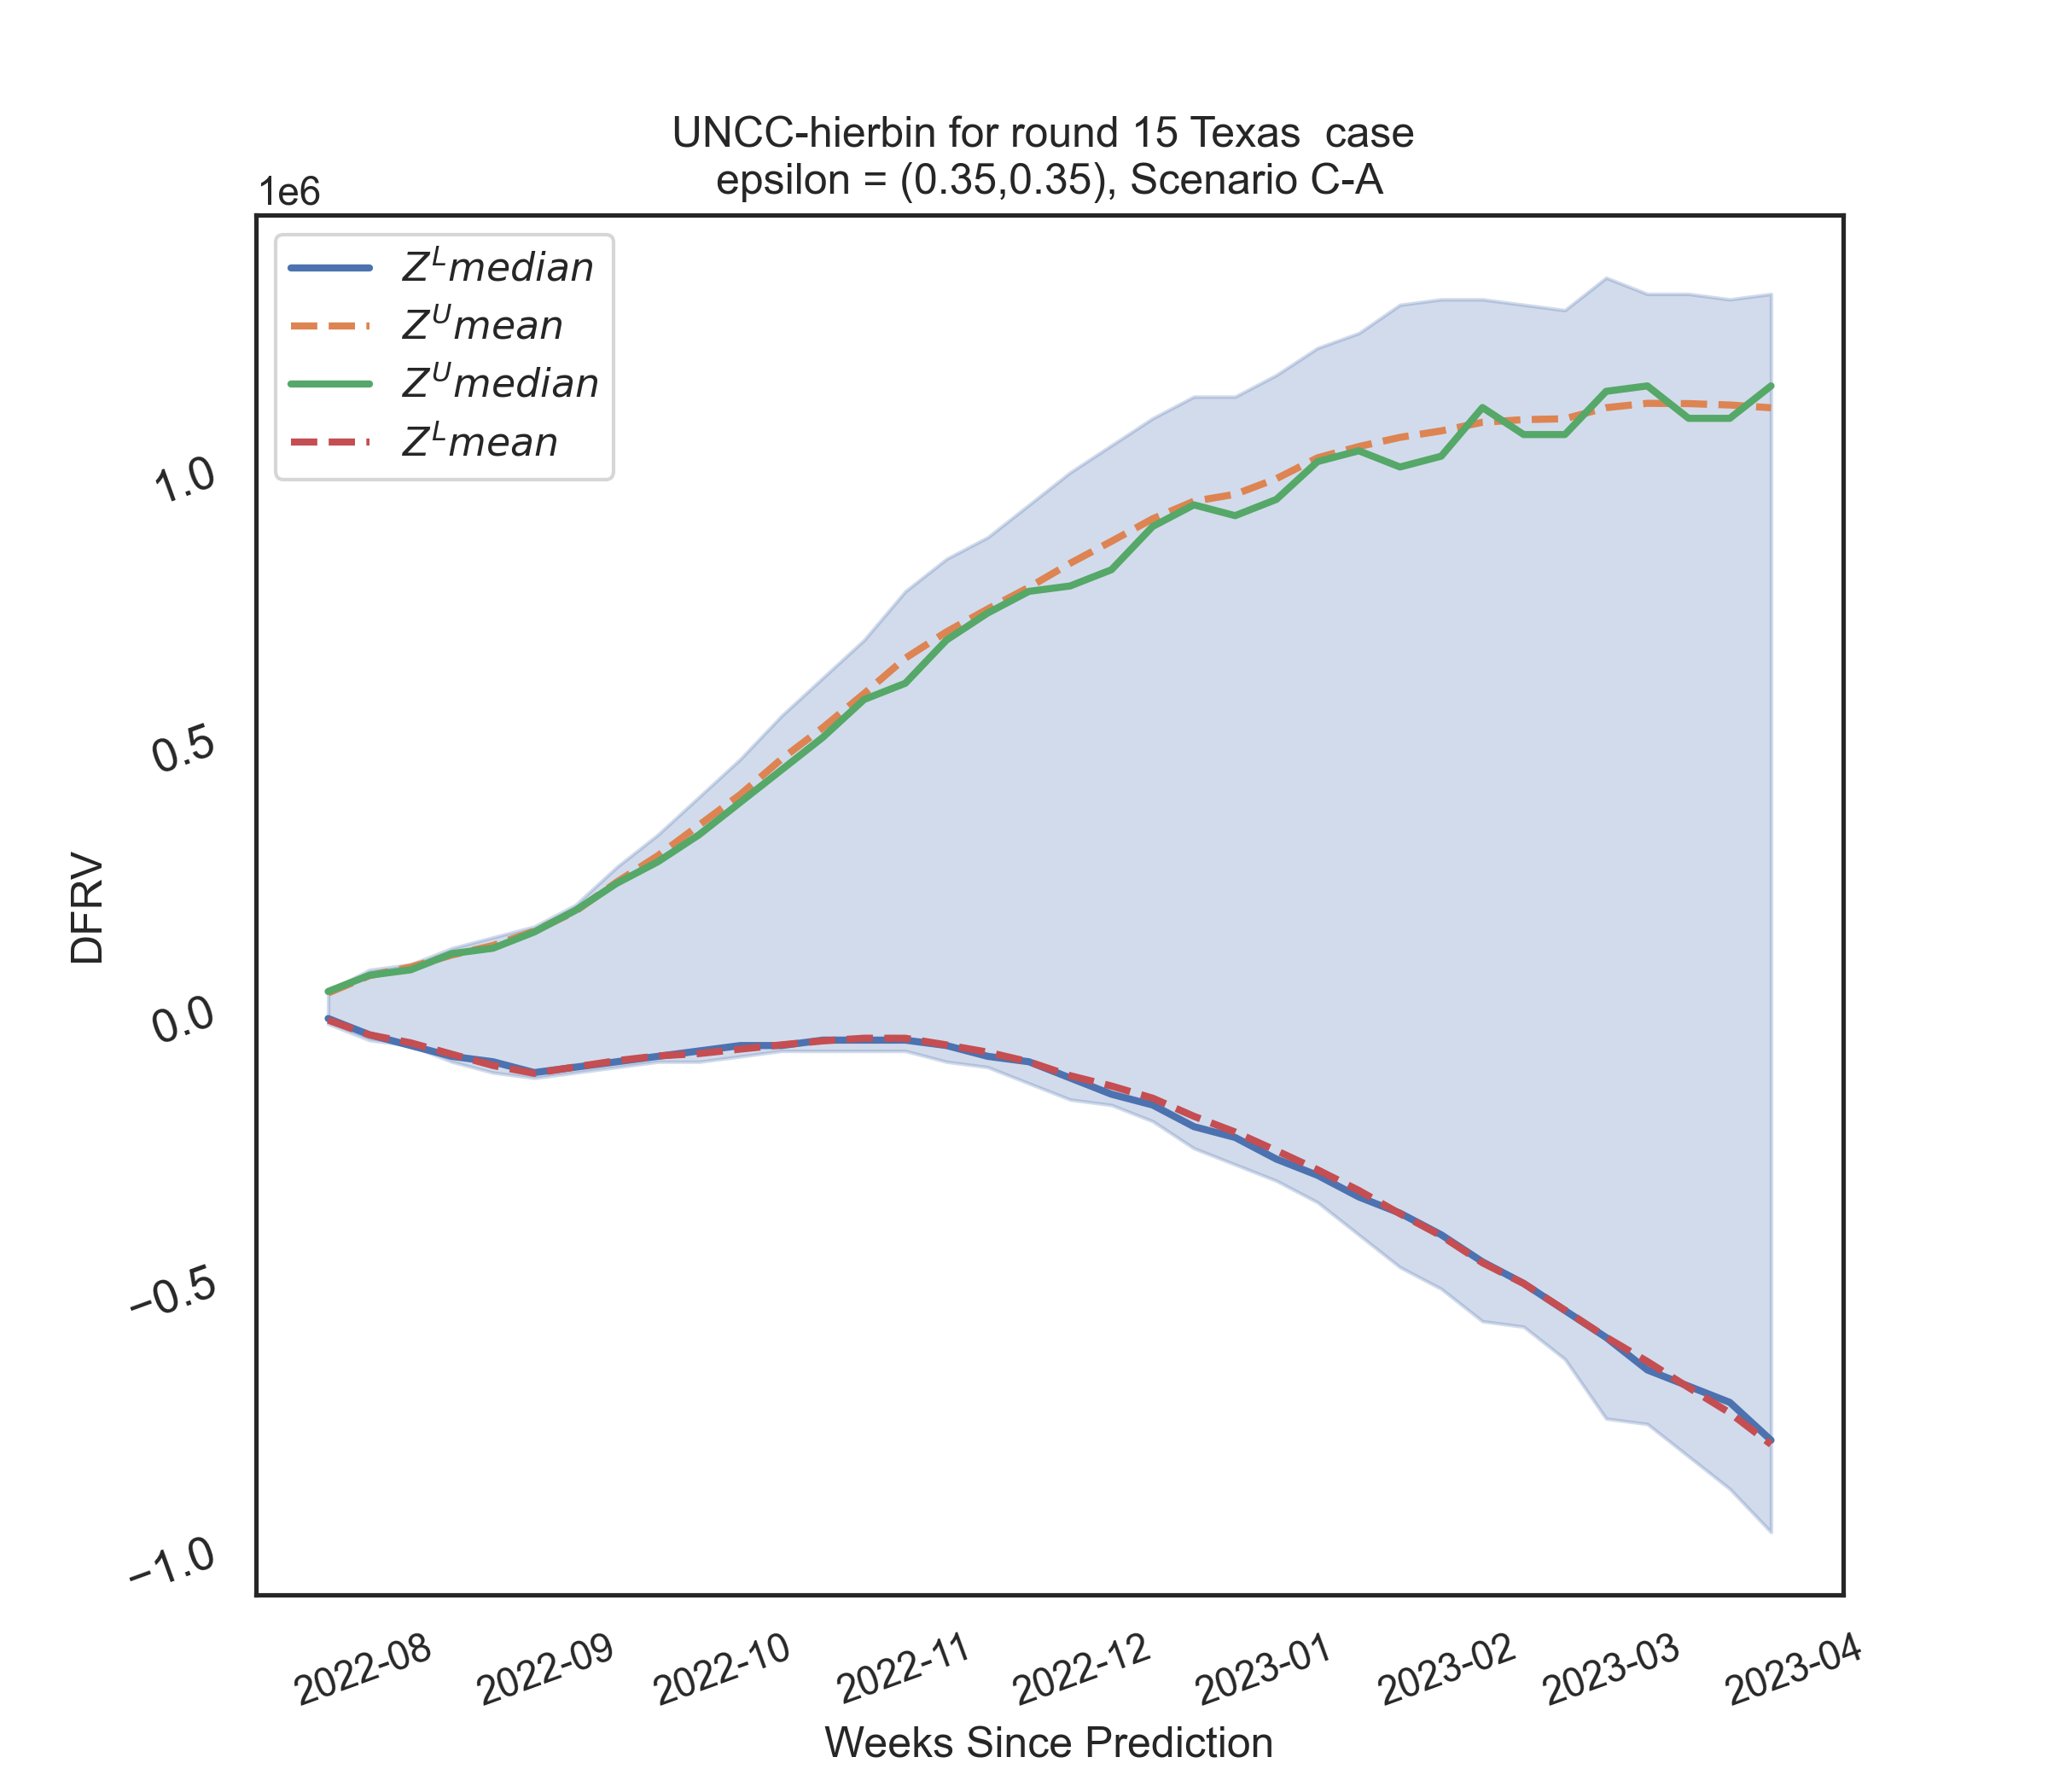 UNCC-hierbin for round 15 Texas  case
epsilon = (0.35,0.35), Scenario C-A
1e6
Z^L median
Z^U mean
Z^U median
Z^L mean
1.0
0.5
0.0
−0.5
−1.0
DFRV
2022-08
2022-09
2022-10
2022-11
2022-12
2023-01
2023-02
2023-03
2023-04
Weeks Since Prediction